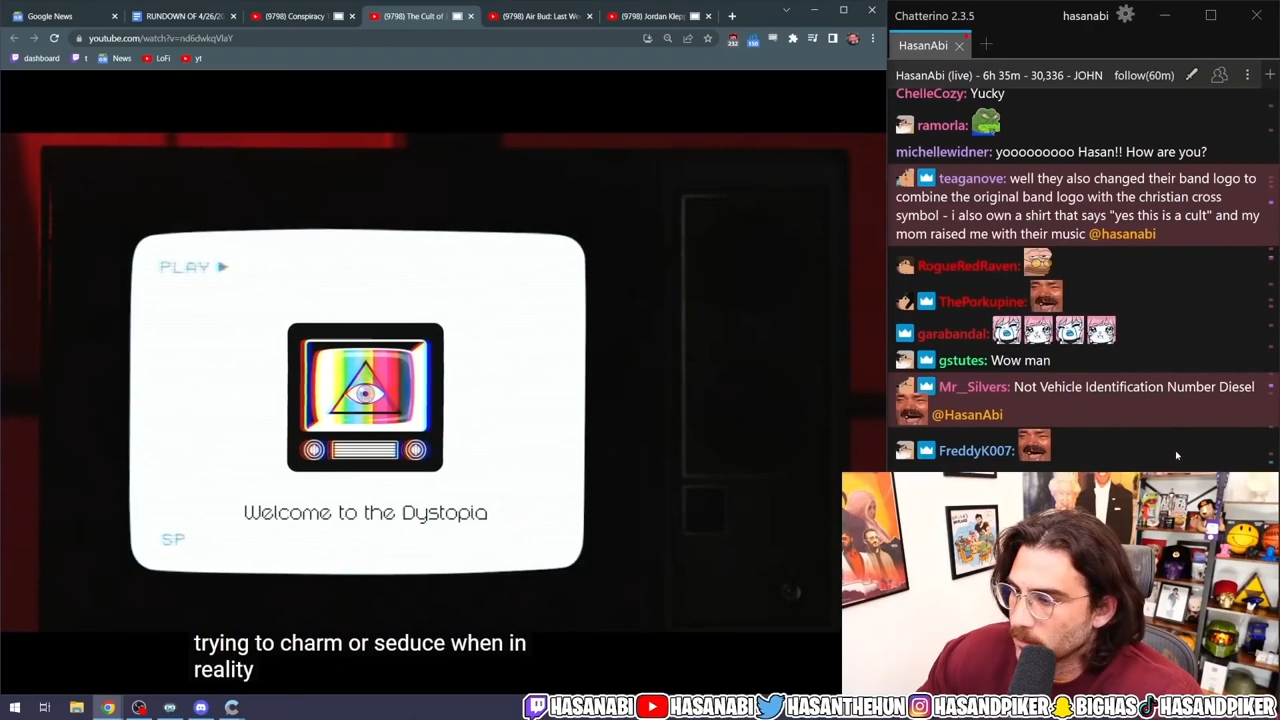 Google News
RUNDOWN OF 4/26/20
(9798) Conspiracy T
(9798) The Cult of J
(9798) Air Bud: Last Wo
(9798) Jordan Klepp
youtube.com/watch?v=nd6dwkqVlaY
dashboard
t
News
LoFi
yt
PLAY
Welcome to the Dystopia
SP
trying to charm or seduce when in
reality
Chatterino 2.3.5
hasanabi
HasanAbi
HasanAbi (live) - 6h 35m - 30,336 - JOHN
follow(60m)
ChelleCozy: Yucky
ramorla:
michellewidner: yooooooooo Hasan!! How are you?
teaganove: well they also changed their band logo to
combine the original band logo with the christian cross
symbol - i also own a shirt that says "yes this is a cult" and my
mom raised me with their music @hasanabi
RogueRedRaven:
ThePorkupine:
garabandal:
gstutes: Wow man
Mr__Silvers: Not Vehicle Identification Number Diesel
@HasanAbi
FreddyK007:
HASANABI
HASANABI
HASANTHEHUN
HASANDPIKER
BIGHAS
HASANDPIKER